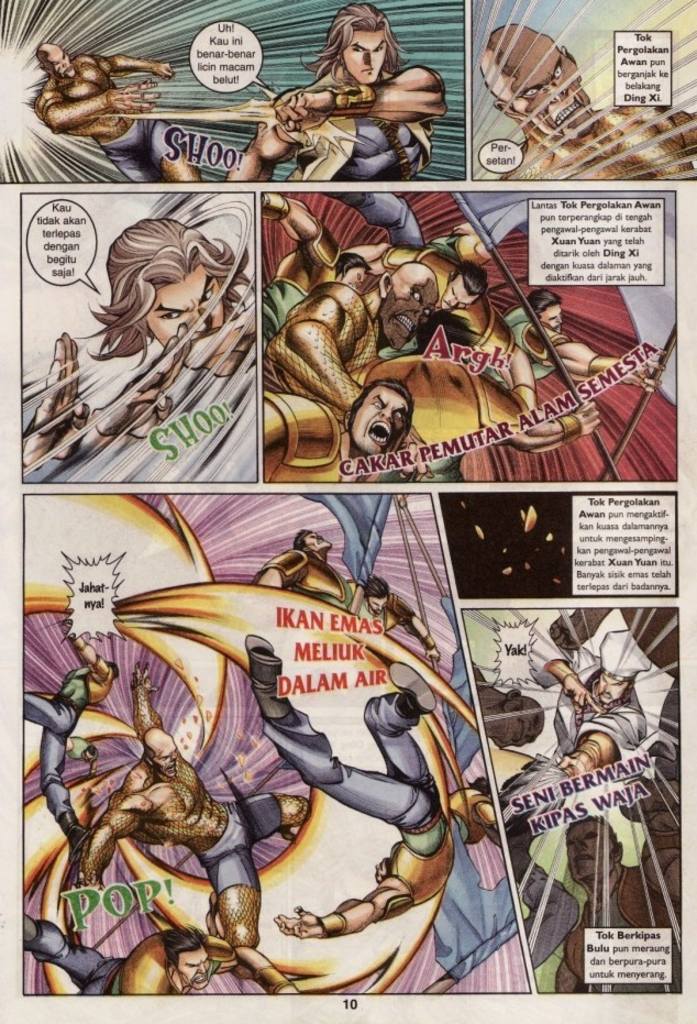 Uh!
Kau ini
benar-benar
licin macam
belut!
SHOO!
Tok
Pergolakan
Awan pun
berganjak ke
belakang
Ding Xi.
Per-
setan!
Kau
tidak akan
terlepas
dengan
begitu
saja!
SHOO!
Lantas Tok Pergolakan Awan
pun terperangkap di tengah
pengawal-pengawal kerabat
Xuan Yuan yang telah
ditarik oleh Ding Xi
dengan kuasa dalaman yang
diaktifkan dari jarak jauh.
Argh!
CAKAR PEMUTAR ALAM SEMESTA
Jahat-
nya!
IKAN EMAS
MELIUK
DALAM AIR
POP!
Tok Pergolakan
Awan pun mengaktif-
kan kuasa dalamannya
untuk mengesamping-
kan pengawal-pengawal
kerabat Xuan Yuan itu.
Banyak sisik emas telah
terlepas dari badannya.
Yak!
SENI BERMAIN
KIPAS WAJA
Tok Berkipas
Bulu pun meraung
dan berpura-pura
untuk menyerang.
10